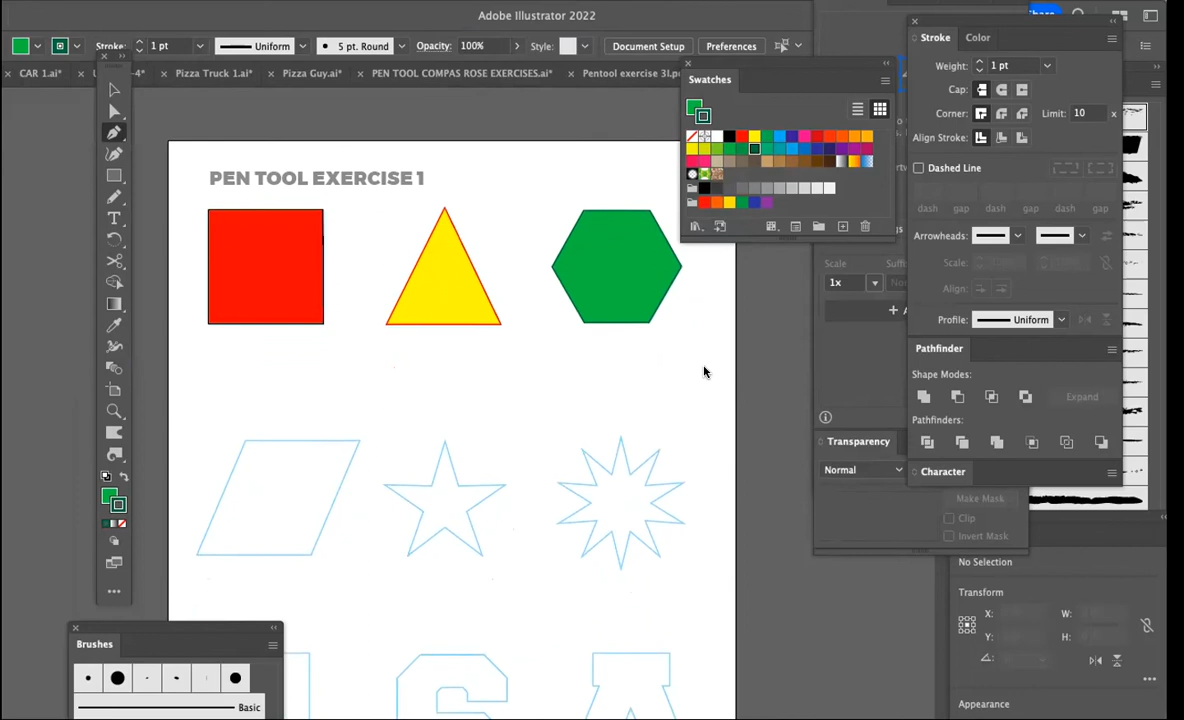 Adobe Illustrator 2022
Stroke: 1 pt Uniform 5 pt. Round Opacity: 100% Style: Document Setup Preferences
CAR 1.ai* Pizza Truck 1.ai* Pizza Guy.ai* PEN TOOL COMPAS ROSE EXERCISES.ai*
Swatches
Stroke Color
Weight: 1 pt
Cap:
Corner: Limit: 10 x
Align Stroke:
Dashed Line
dash gap dash gap dash gap
Arrowheads:
Scale:
Align:
Profile: Uniform
Pathfinder
Shape Modes:
Expand
Pathfinders:
Character
Scale
1x
Transparency
Normal
Make Mask
Clip
Invert Mask
No Selection
Transform
X: W:
Y: H:
Appearance
PEN TOOL EXERCISE 1
S A
Brushes
Basic